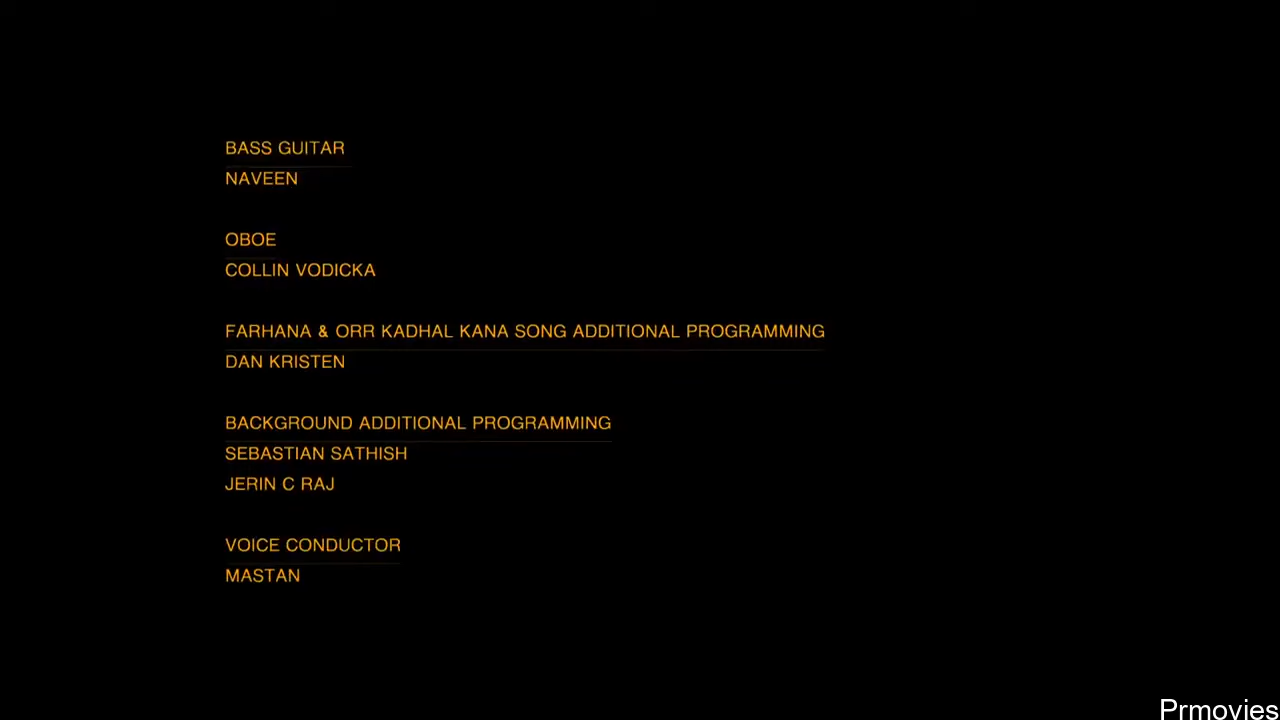 BASS GUITAR
NAVEEN
OBOE
COLLIN VODICKA
FARHANA & ORR KADHAL KANA SONG ADDITIONAL PROGRAMMING
DAN KRISTEN
BACKGROUND ADDITIONAL PROGRAMMING
SEBASTIAN SATHISH
JERIN C RAJ
VOICE CONDUCTOR
MASTAN
Prmovies